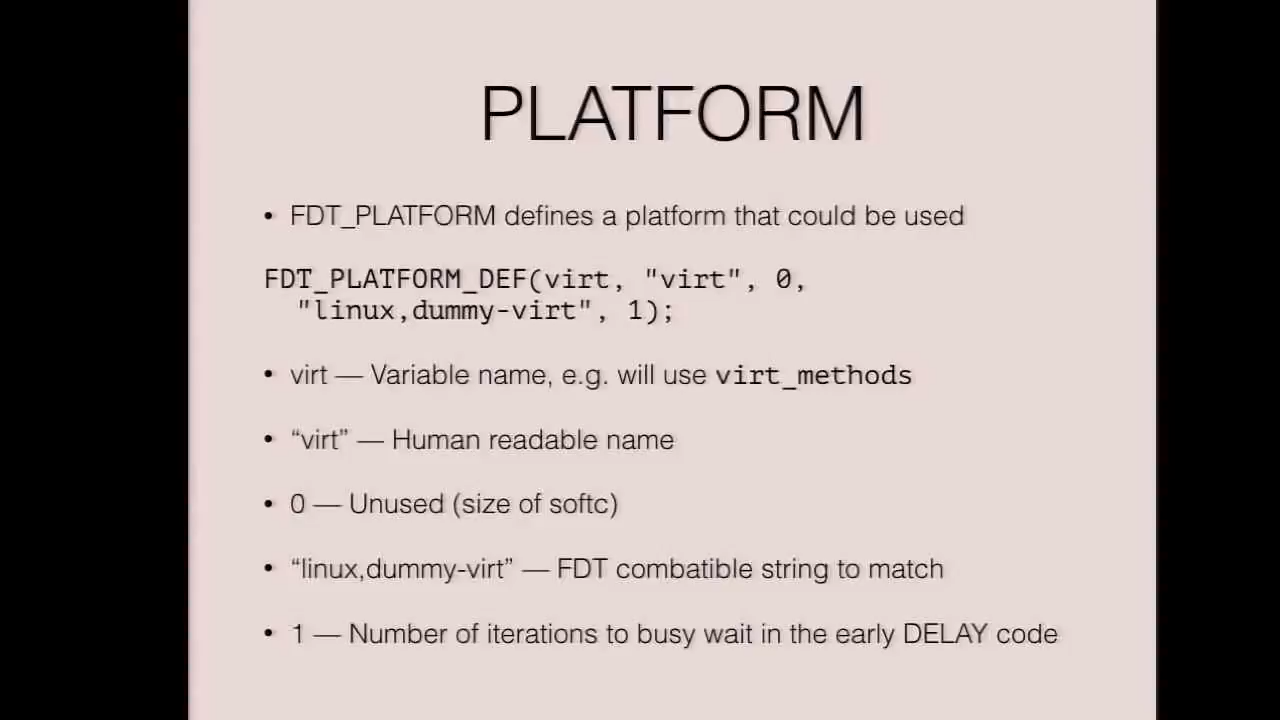 PLATFORM
• FDT_PLATFORM defines a platform that could be used
FDT_PLATFORM_DEF(virt, "virt", 0,
"linux,dummy-virt", 1);
• virt — Variable name, e.g. will use virt_methods
• “virt” — Human readable name
• 0 — Unused (size of softc)
• “linux,dummy-virt” — FDT combatible string to match
• 1 — Number of iterations to busy wait in the early DELAY code